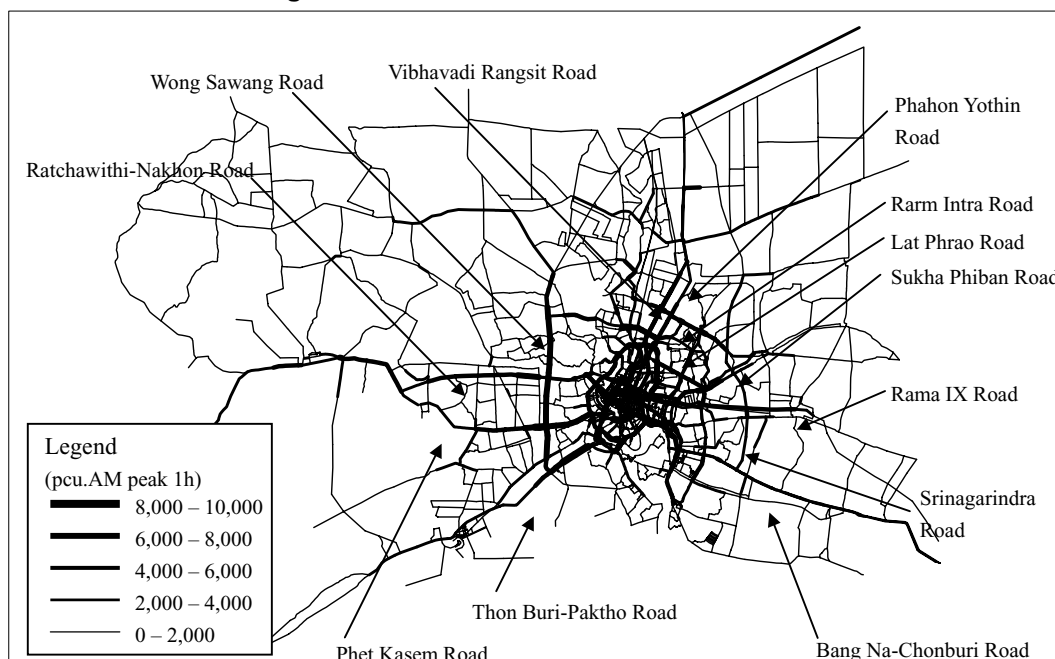 Wong Sawang Road
Vibhavadi Rangsit Road
Phahon Yothin
Road
Ratchawithi-Nakhon Road
Rarm Intra Road
Lat Phrao Road
Sukha Phiban Road
Rama IX Road
Srinagarindra
Road
Legend
(pcu.AM peak 1h)
8,000 – 10,000
6,000 – 8,000
4,000 – 6,000
2,000 – 4,000
0 – 2,000
Thon Buri-Paktho Road
Phet Kasem Road
Bang Na-Chonburi Road